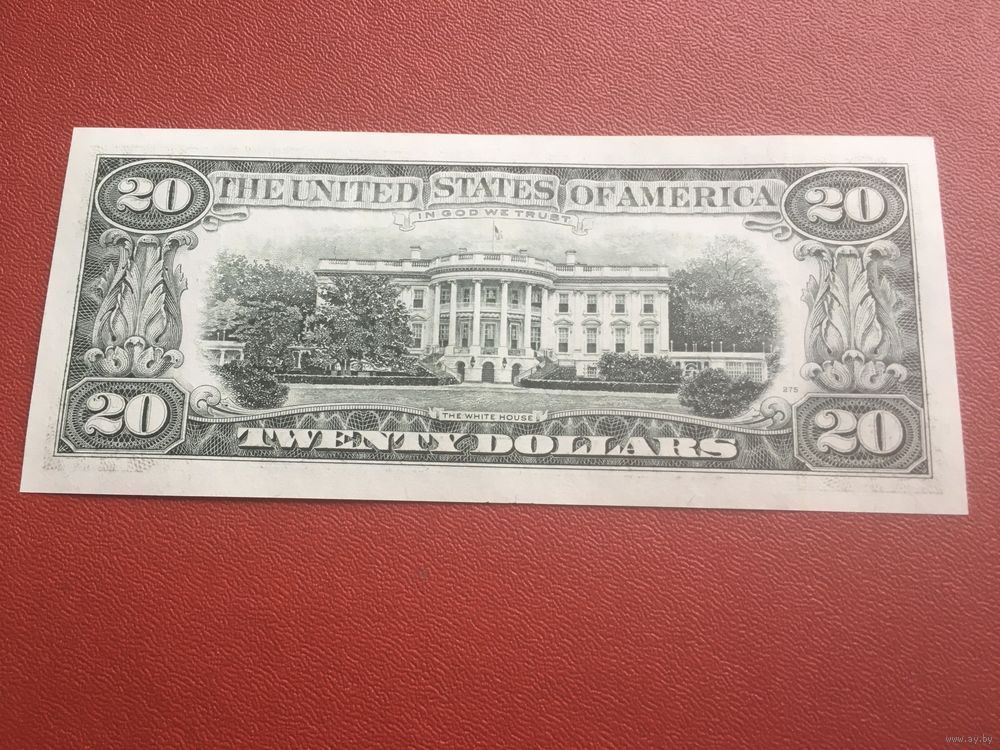 20 THE UNITED STATES OF AMERICA 20
IN GOD WE TRUST
275
THE WHITE HOUSE
20 TWENTY DOLLARS 20
www.ay.by